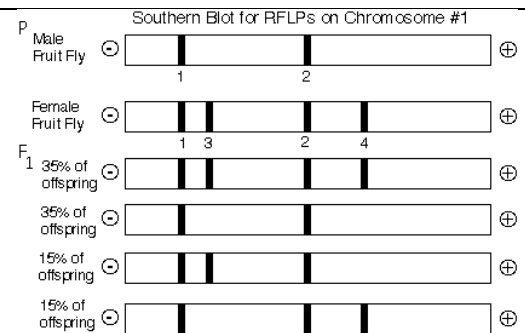 Southern Blot for RFLPs on Chromosome #1
P
Male
Fruit Fly
- +
1 2
Female
Fruit Fly
- +
1 3 2 4
F1
35% of
offspring
- +
35% of
offspring
- +
15% of
offspring
- +
15% of
offspring
- +